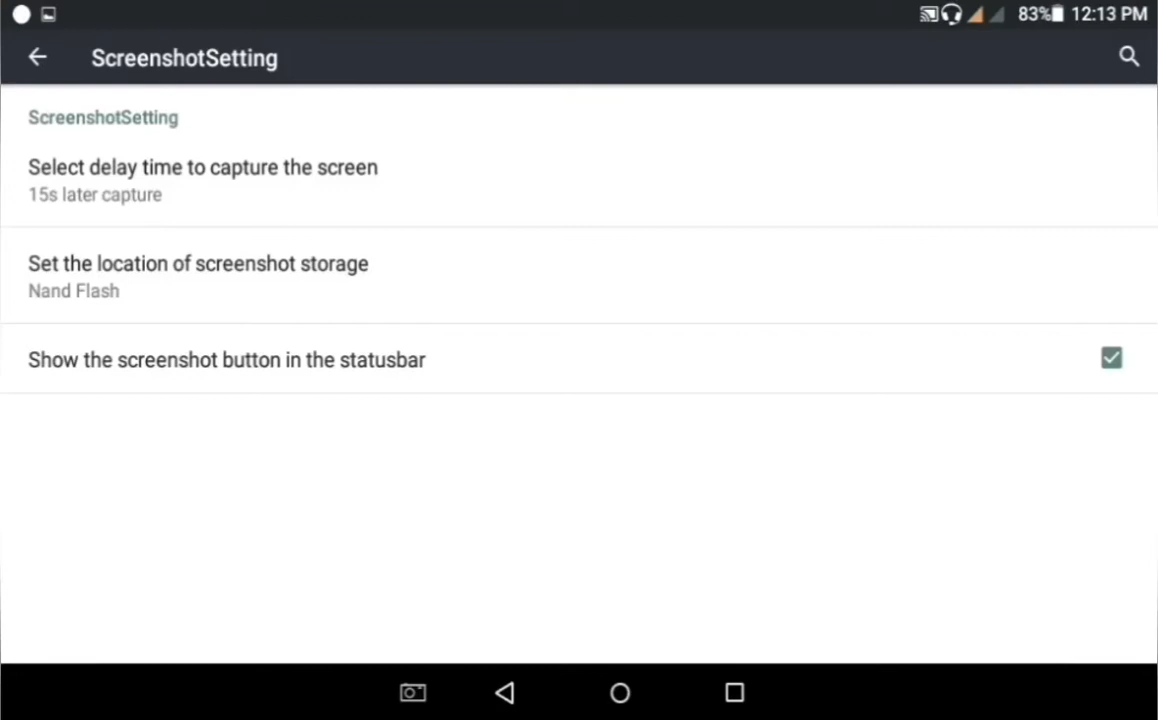 83% 12:13 PM
ScreenshotSetting
ScreenshotSetting
Select delay time to capture the screen
15s later capture
Set the location of screenshot storage
Nand Flash
Show the screenshot button in the statusbar